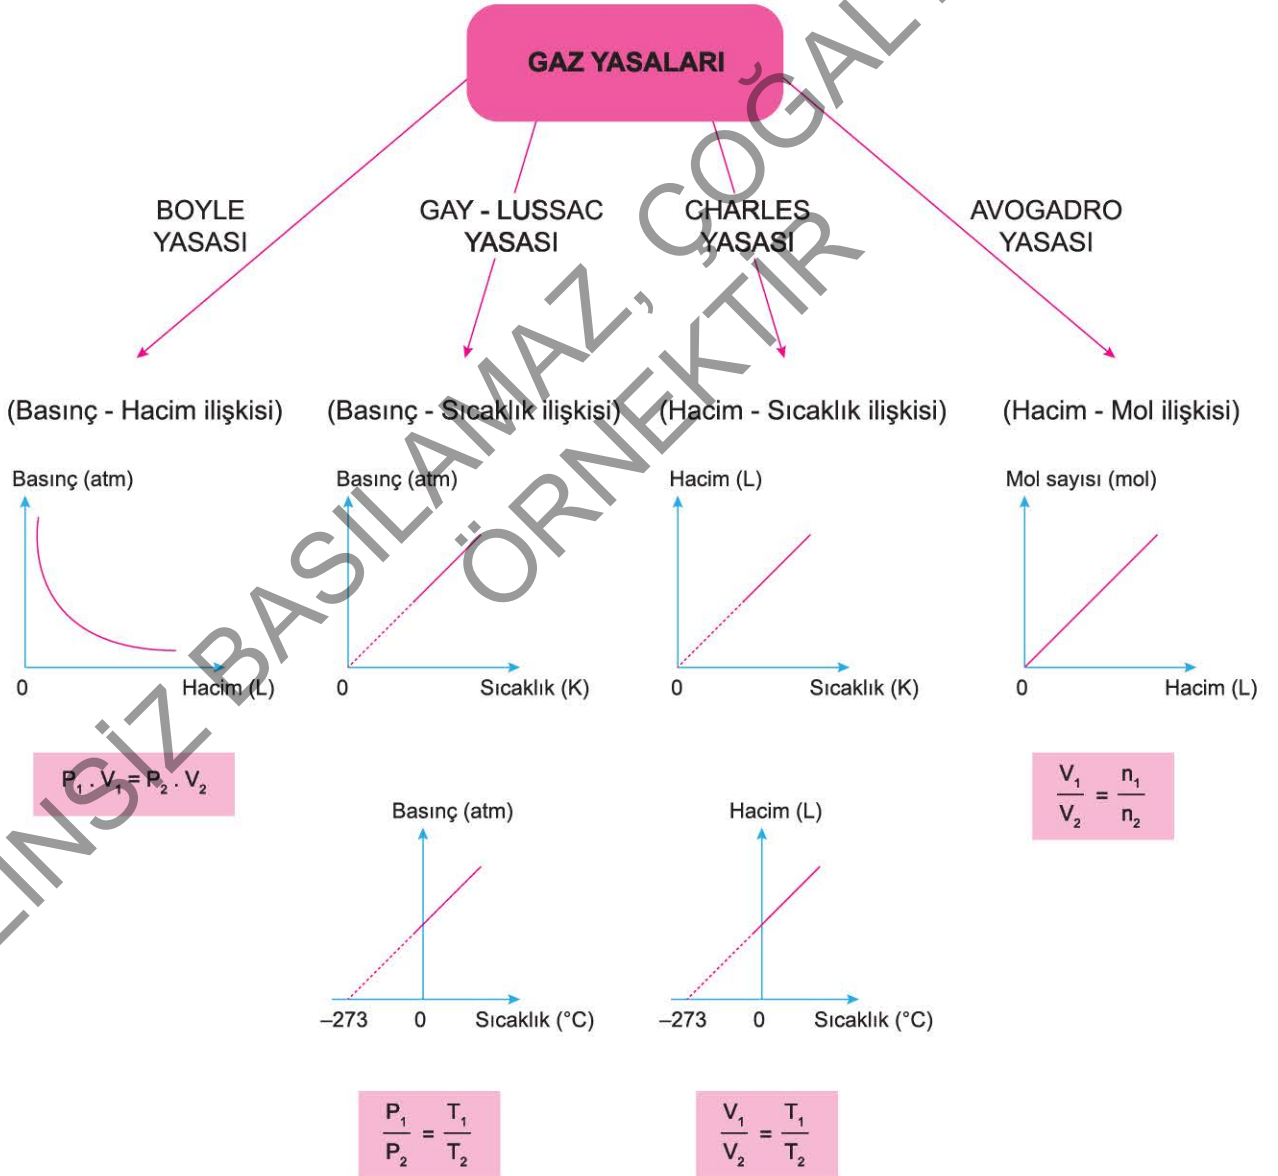 GAZ YASALARI
BOYLE
YASASI
GAY - LUSSAC
YASASI
CHARLES
YASASI
AVOGADRO
YASASI
(Basınç - Hacim ilişkisi)
(Basınç - Sıcaklık ilişkisi)
(Hacim - Sıcaklık ilişkisi)
(Hacim - Mol ilişkisi)
Basınç (atm)
0
Hacim (L)
Basınç (atm)
0
Sıcaklık (K)
Hacim (L)
0
Sıcaklık (K)
Mol sayısı (mol)
0
Hacim (L)
P₁ . V₁ = P₂ . V₂
V₁/V₂ = n₁/n₂
Basınç (atm)
–273
0
Sıcaklık (°C)
Hacim (L)
–273
0
Sıcaklık (°C)
P₁/P₂ = T₁/T₂
V₁/V₂ = T₁/T₂
BASILAMAZ,
ÖRNEKTİR